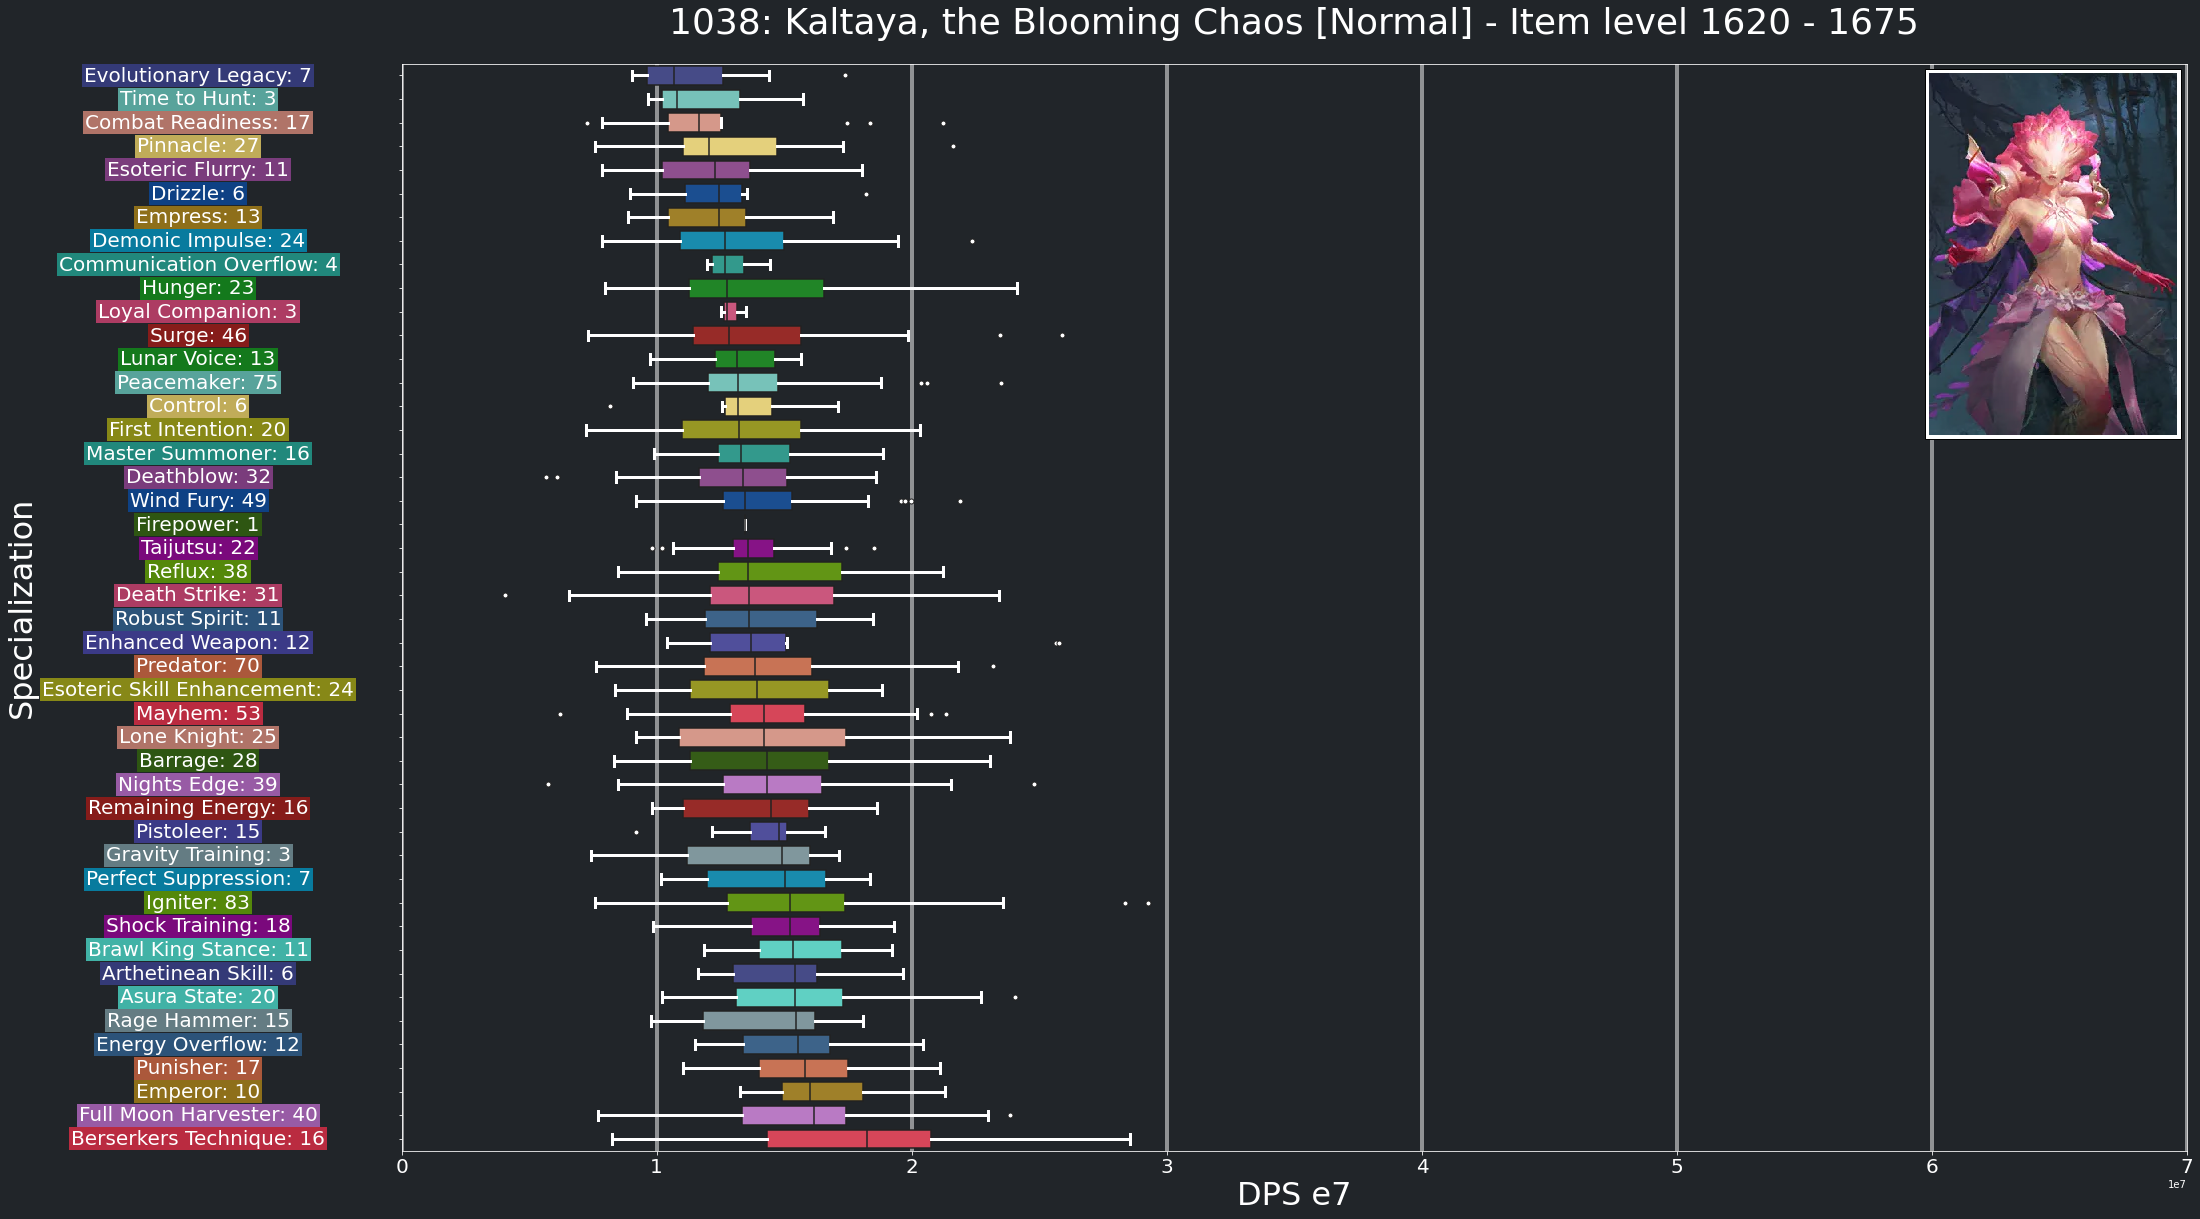 1038: Kaltaya, the Blooming Chaos [Normal] - Item level 1620 - 1675
Specialization
Evolutionary Legacy: 7
Time to Hunt: 3
Combat Readiness: 17
Pinnacle: 27
Esoteric Flurry: 11
Drizzle: 6
Empress: 13
Demonic Impulse: 24
Communication Overflow: 4
Hunger: 23
Loyal Companion: 3
Surge: 46
Lunar Voice: 13
Peacemaker: 75
Control: 6
First Intention: 20
Master Summoner: 16
Deathblow: 32
Wind Fury: 49
Firepower: 1
Taijutsu: 22
Reflux: 38
Death Strike: 31
Robust Spirit: 11
Enhanced Weapon: 12
Predator: 70
Esoteric Skill Enhancement: 24
Mayhem: 53
Lone Knight: 25
Barrage: 28
Nights Edge: 39
Remaining Energy: 16
Pistoleer: 15
Gravity Training: 3
Perfect Suppression: 7
Igniter: 83
Shock Training: 18
Brawl King Stance: 11
Arthetinean Skill: 6
Asura State: 20
Rage Hammer: 15
Energy Overflow: 12
Punisher: 17
Emperor: 10
Full Moon Harvester: 40
Berserkers Technique: 16
0 1 2 3 4 5 6 7
1e7
DPS e7